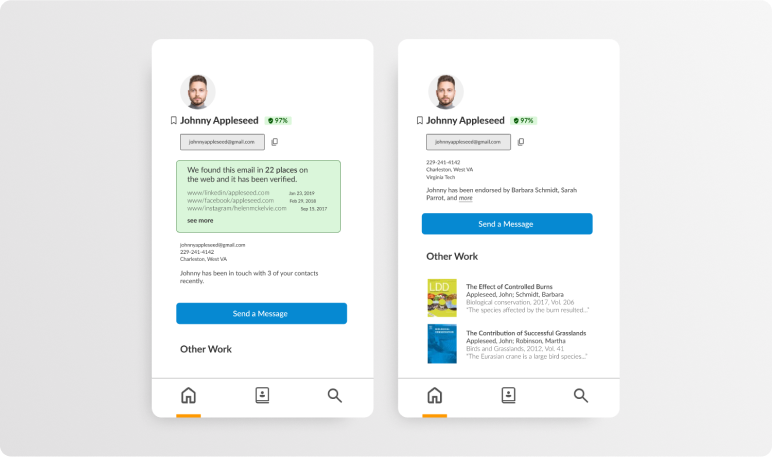 Johnny Appleseed 97%
johnnyappleseed@gmail.com
We found this email in 22 places on
the web and it has been verified.
www/linkedin/appleseed.com Jan 23, 2019
www/facebook/appleseed.com Feb 29, 2018
www/instagram/helenmckelvie.com Sep 15, 2017
see more
johnnyappleseed@gmail.com
229-241-4142
Charleston, West VA
Johnny has been in touch with 3 of your contacts
recently.
Send a Message
Other Work
Johnny Appleseed 97%
johnnyappleseed@gmail.com
229-241-4142
Charleston, West VA
Virginia Tech
Johnny has been endorsed by Barbara Schmidt, Sarah
Parrot, and more
Send a Message
Other Work
LDD
The Effect of Controlled Burns
Appleseed, John; Schmidt, Barbara
Biological conservation, 2017, Vol. 206
"The species affected by the burn resulted..."
The Contribution of Successful Grasslands
Appleseed, John; Robinson, Martha
Birds and Grasslands, 2012, Vol. 41
"The Eurasian crane is a large bird species..."